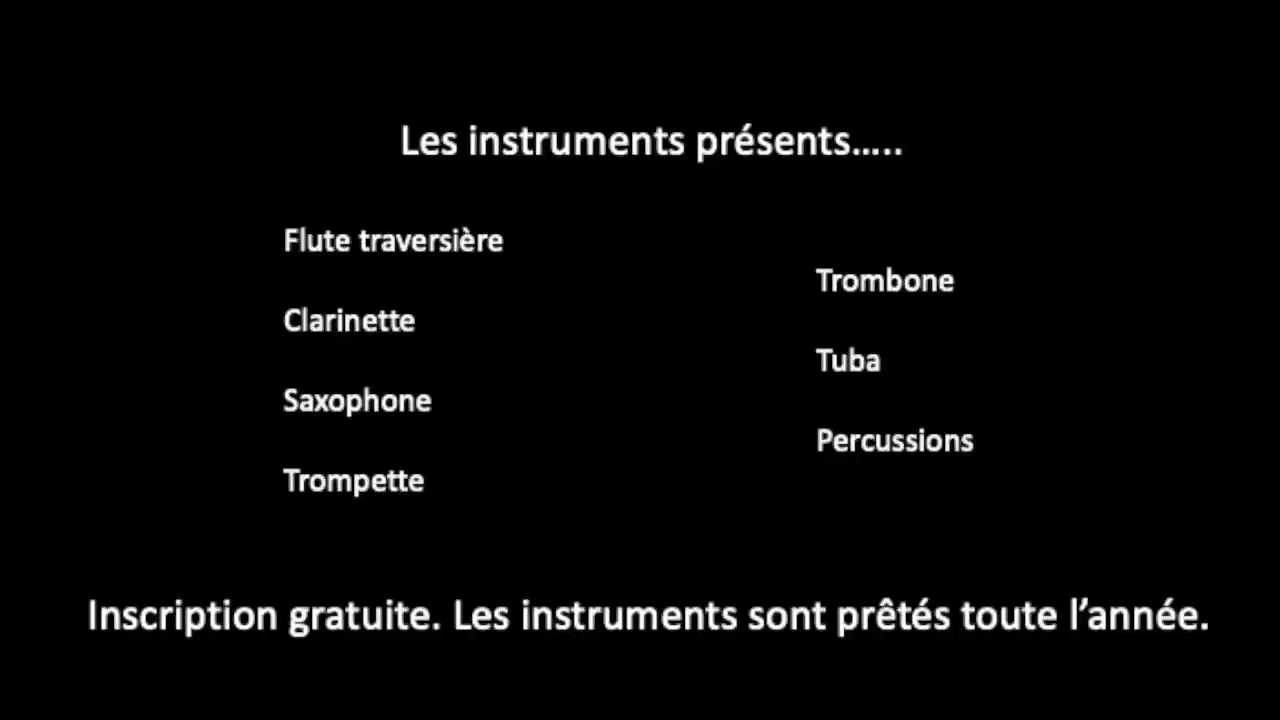 Les instruments présents…..
Flute traversière
Clarinette
Saxophone
Trompette
Trombone
Tuba
Percussions
Inscription gratuite. Les instruments sont prêtés toute l’année.